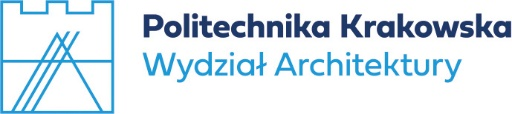 Politechnika Krakowska
Wydział Architektury